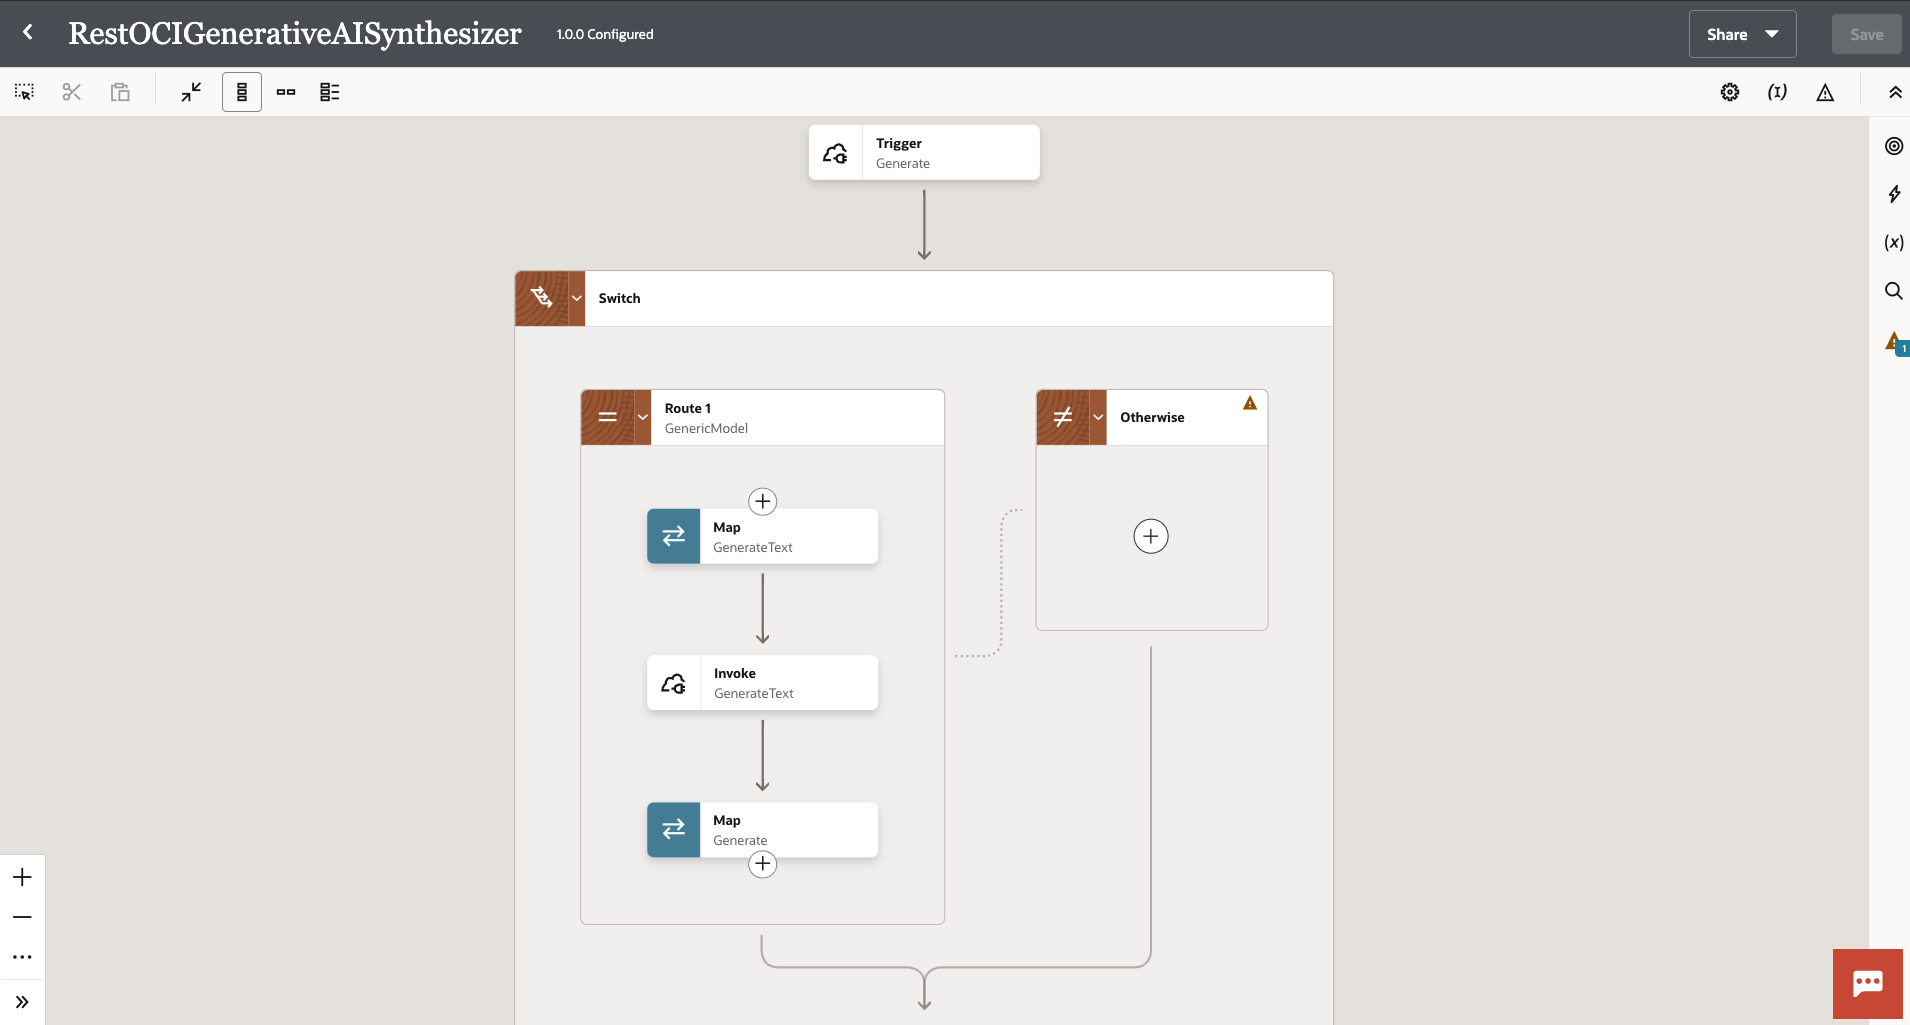 RestOCIGenerativeAISynthesizer
1.0.0 Configured
Share
Save
(I)
Trigger
Generate
(x)
Switch
1
Route 1
GenericModel
Otherwise
Map
GenerateText
Invoke
GenerateText
Map
Generate